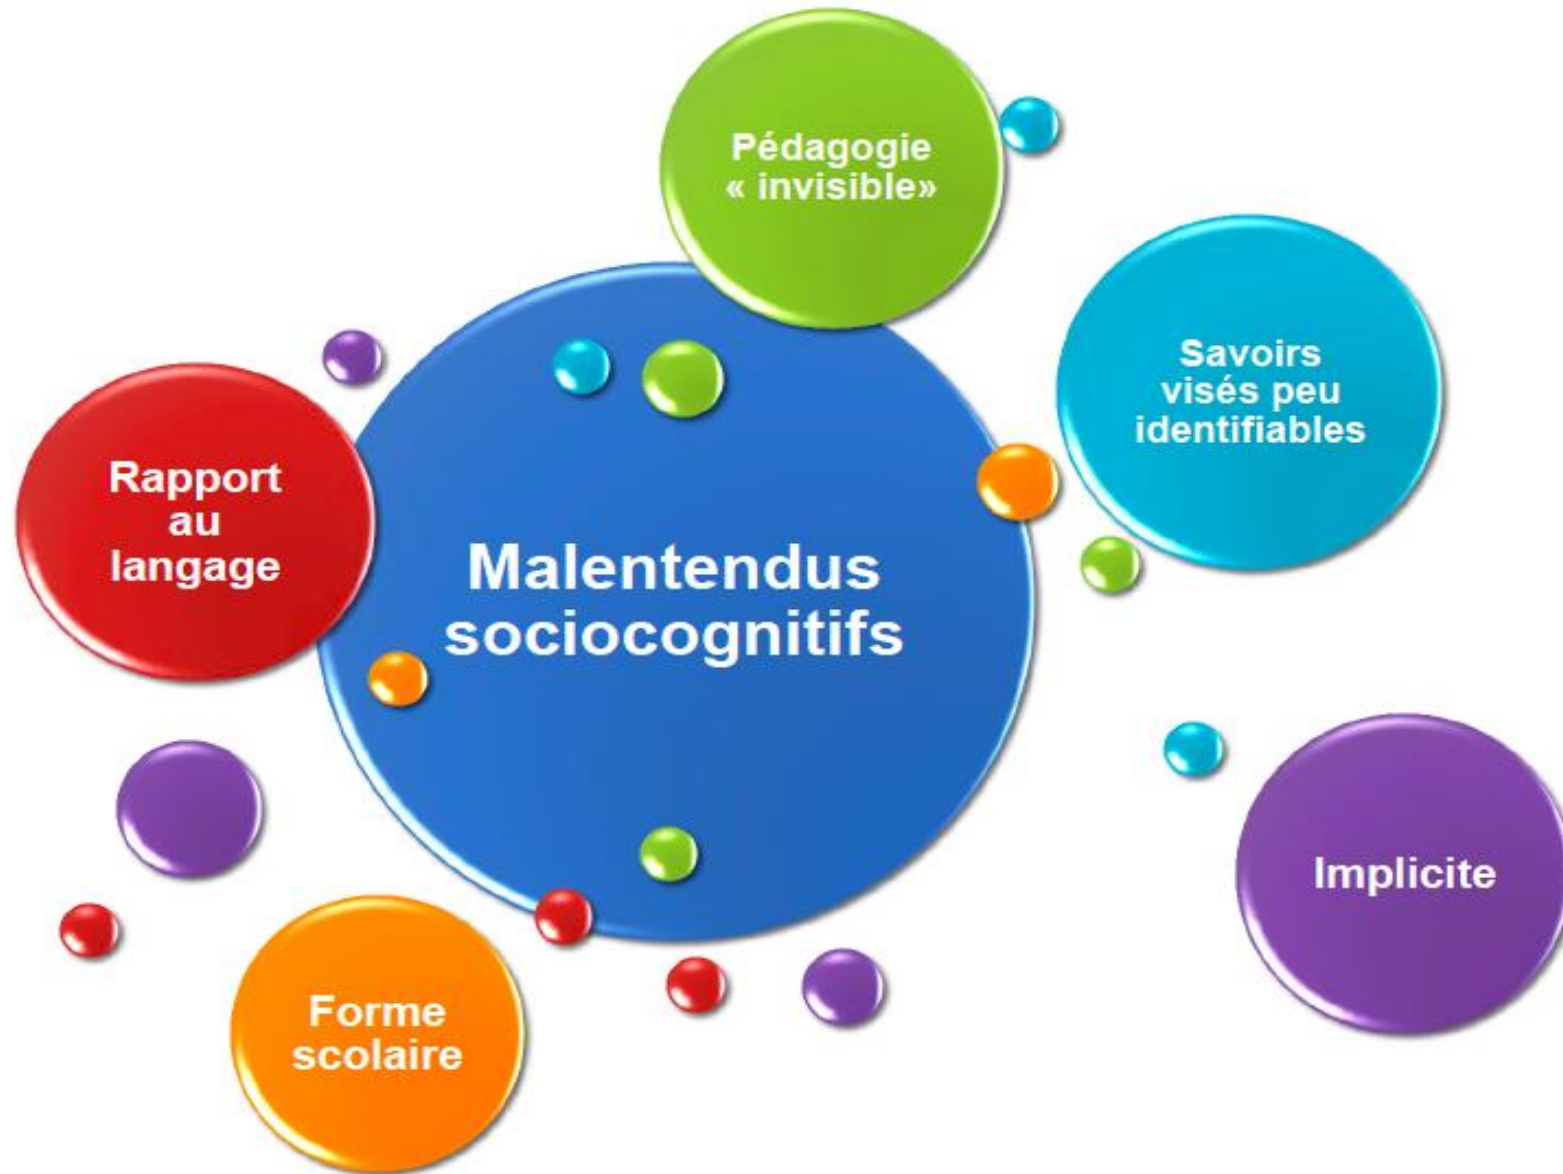 Pédagogie
« invisible»
Savoirs
visés peu
identifiables
Rapport
au
langage
Malentendus
sociocognitifs
Implicite
Forme
scolaire